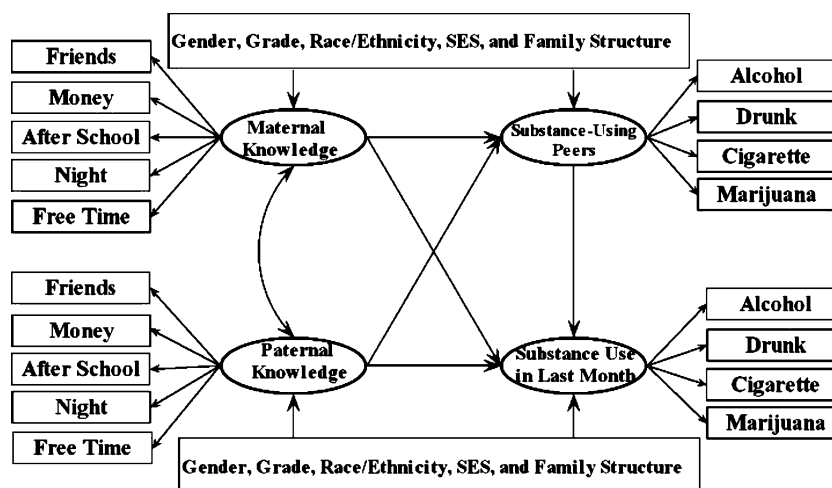 Gender, Grade, Race/Ethnicity, SES, and Family Structure
Friends
Money
After School
Night
Free Time
Maternal
Knowledge
Substance-Using
Peers
Alcohol
Drunk
Cigarette
Marijuana
Friends
Money
After School
Night
Free Time
Paternal
Knowledge
Substance Use
in Last Month
Alcohol
Drunk
Cigarette
Marijuana
Gender, Grade, Race/Ethnicity, SES, and Family Structure